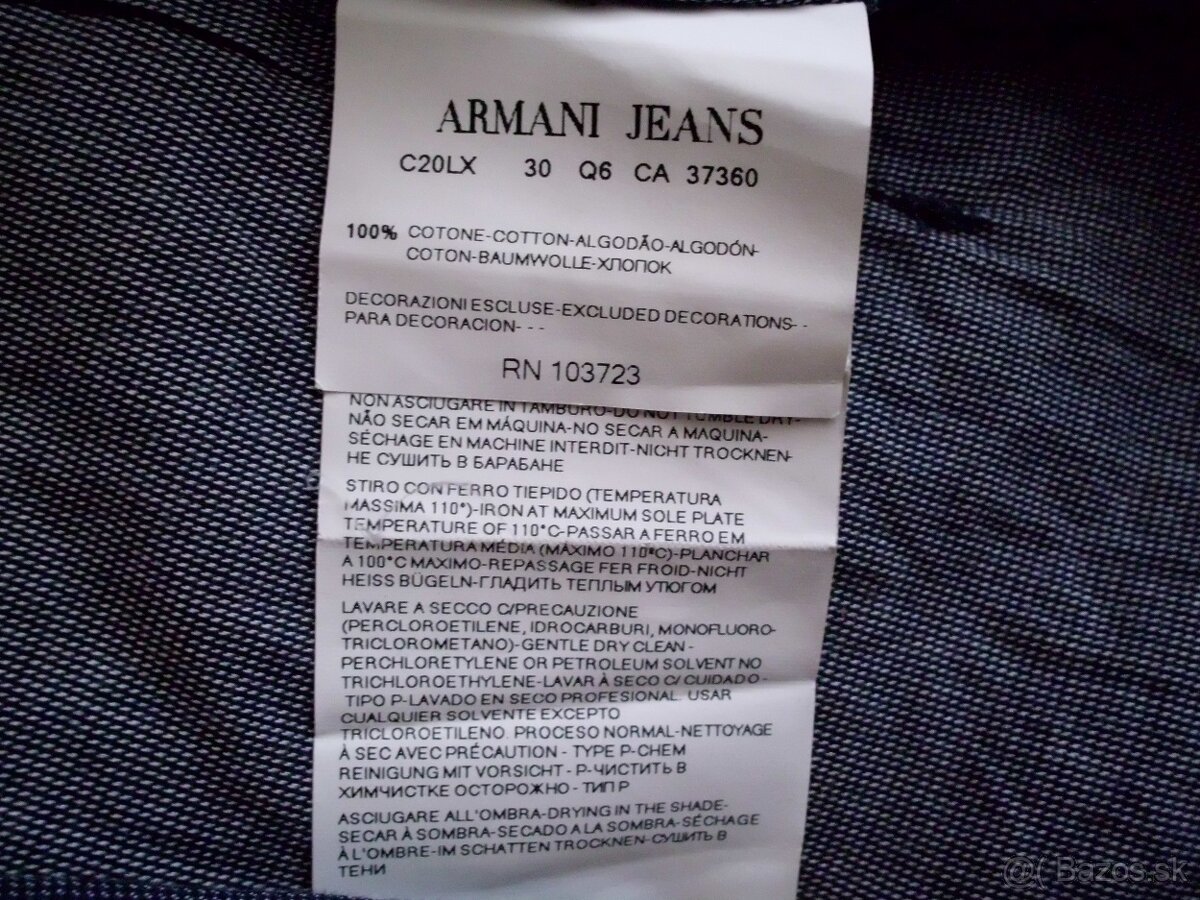 ARMANI JEANS
C20LX 30 Q6 CA 37360
100% COTONE-COTTON-ALGODÃO-ALGODÓN-
COTON-BAUMWOLLE-ХЛОПОК
DECORAZIONI ESCLUSE-EXCLUDED DECORATIONS- -
PARA DECORACION- - -
RN 103723
NON ASCIUGARE IN TAMBURO-DO NOT TUMBLE DRY-
NÃO SECAR EM MÁQUINA-NO SECAR A MAQUINA-
SÉCHAGE EN MACHINE INTERDIT-NICHT TROCKNEN-
НЕ СУШИТЬ В БАРАБАНЕ
STIRO CON FERRO TIEPIDO (TEMPERATURA
MASSIMA 110°)-IRON AT MAXIMUM SOLE PLATE
TEMPERATURE OF 110°C-PASSAR A FERRO EM
TEMPERATURA MÉDIA (MÁXIMO 110ºC)-PLANCHAR
A 100°C MAXIMO-REPASSAGE FER FROID-NICHT
HEISS BÜGELN-ГЛАДИТЬ ТЕПЛЫМ УТЮГОМ
LAVARE A SECCO C/PRECAUZIONE
(PERCLOROETILENE, IDROCARBURI, MONOFLUORO-
TRICLOROMETANO)-GENTLE DRY CLEAN -
PERCHLORETYLENE OR PETROLEUM SOLVENT NO
TRICHLOROETHYLENE-LAVAR À SECO C/ CUIDADO -
TIPO P-LAVADO EN SECO PROFESIONAL. USAR
CUALQUIER SOLVENTE EXCEPTO
TRICLOROETILENO. PROCESO NORMAL-NETTOYAGE
À SEC AVEC PRÉCAUTION - TYPE P-CHEM
REINIGUNG MIT VORSICHT - P-ЧИСТИТЬ В
ХИМЧИСТКЕ ОСТОРОЖНО - ТИП Р
ASCIUGARE ALL'OMBRA-DRYING IN THE SHADE-
SECAR À SOMBRA-SECADO A LA SOMBRA-SÉCHAGE
À L'OMBRE-IM SCHATTEN TROCKNEN-СУШИТЬ В
ТЕНИ
@( Bazos.sk